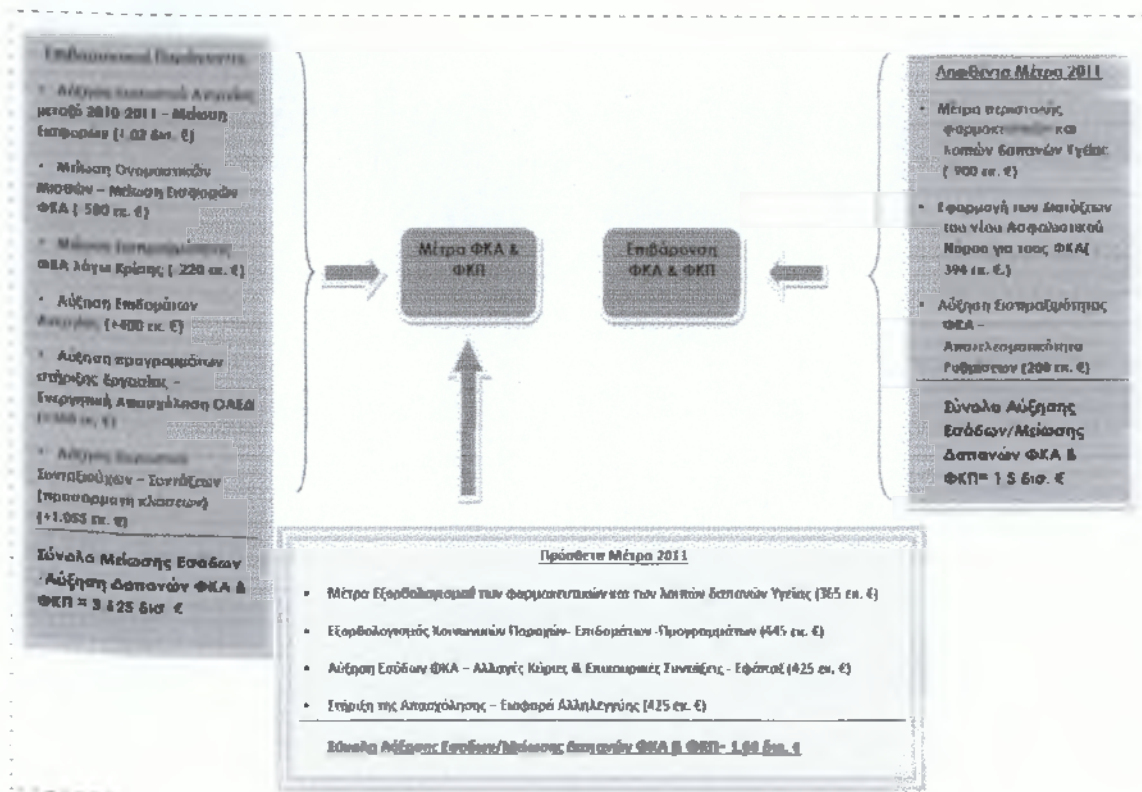 Επιβαρυντικοί Παράγοντες
• Αύξηση Ανεργίας
μεταξύ 2010-2011 – Μείωση
Εισφορών (1.02 δισ. €)
• Μείωση Ονομαστικών
Μισθών – Μείωση Εισφορών
ΦΚΑ (-500 εκ. €)
• Μείωση Εισπραξιμότητας
ΦΚΑ λόγω Κρίσης (-220 εκ. €)
• Αύξηση Επιδομάτων
Ανεργίας (+400 εκ. €)
• Αύξηση προγραμμάτων
στήριξης εργασίας –
Ενεργητική Απασχόληση ΟΑΕΔ
εκ. €)
• Αύξηση
Συνταξιούχων – Συντάξεων
(προσαρμογή κλάσεων)
(+1.055 εκ. €)
Σύνολο Μείωσης Εσόδων
-Αύξηση Δαπανών ΦΚΑ &
ΦΚΠ = δισ. €
Μέτρα ΦΚΑ &
ΦΚΠ
Επιβάρυνση
ΦΚΑ & ΦΚΠ
Ληφθέντα Μέτρα 2011
• Μέτρα περιστολής
φαρμακευτικών και
λοιπών δαπανών Υγείας
( 900 εκ. €)
• Εφαρμογή των Διατάξεων
του νέου Ασφαλιστικού
Νόμου για τους ΦΚΑ(
394 εκ. €.)
• Αύξηση Εισπραξιμότητας
ΦΚΑ –
Αποτελεσματικότητα
Ρυθμίσεων (200 εκ. €)
Σύνολο Αύξησης
Εσόδων/Μείωσης
Δαπανών ΦΚΑ &
ΦΚΠ= 1 5 δισ. €
Πρόσθετα Μέτρα 2011
• Μέτρα Εξορθολογισμού των φαρμακευτικών και των λοιπών δαπανών Υγείας (365 εκ. €)
• Εξορθολογισμός Κοινωνικών Παροχών- Επιδομάτων -Προγραμμάτων (445 εκ. €)
• Αύξηση Εσόδων ΦΚΑ – Αλλαγές Κύριες & Επικουρικές Συντάξεις - Εφάπαξ (425 εκ. €)
• Στήριξη της Απασχόλησης – Εισφορά Αλληλεγγύης (425 εκ. €)
Σύνολο Αύξησης Εσόδων/Μείωσης Δαπανών ΦΚΑ & ΦΚΠ= 1,66 δισ. €